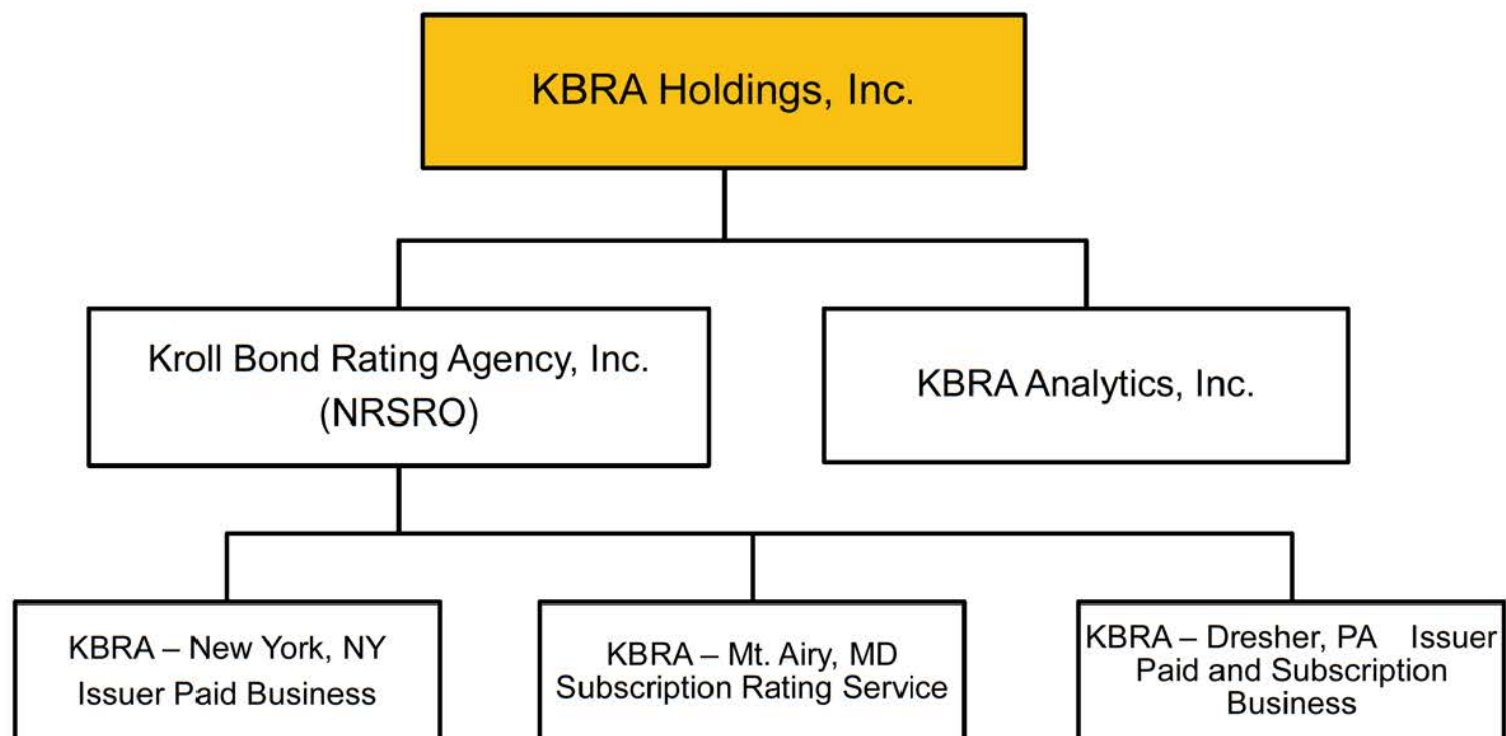 KBRA Holdings, Inc.
Kroll Bond Rating Agency, Inc.
(NRSRO)
KBRA Analytics, Inc.
KBRA – New York, NY
Issuer Paid Business
KBRA – Mt. Airy, MD
Subscription Rating Service
KBRA – Dresher, PA Issuer
Paid and Subscription
Business